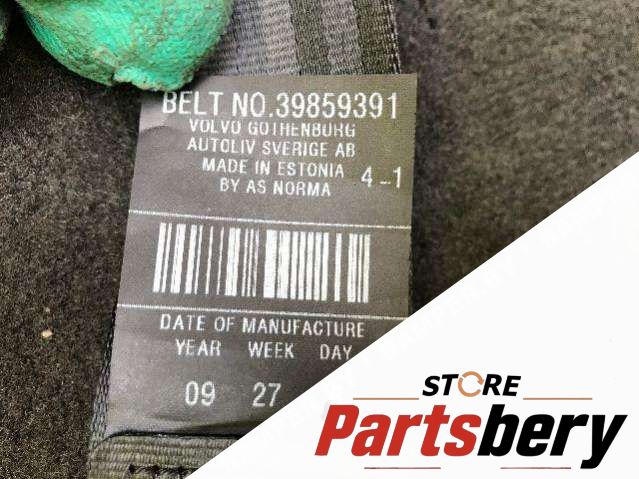 BELT NO.39859391
VOLVO GOTHENBURG
AUTOLIV SVERIGE AB
MADE IN ESTONIA 4-1
BY AS NORMA
DATE OF MANUFACTURE
YEAR WEEK DAY
09 27
STORE
Partsbery